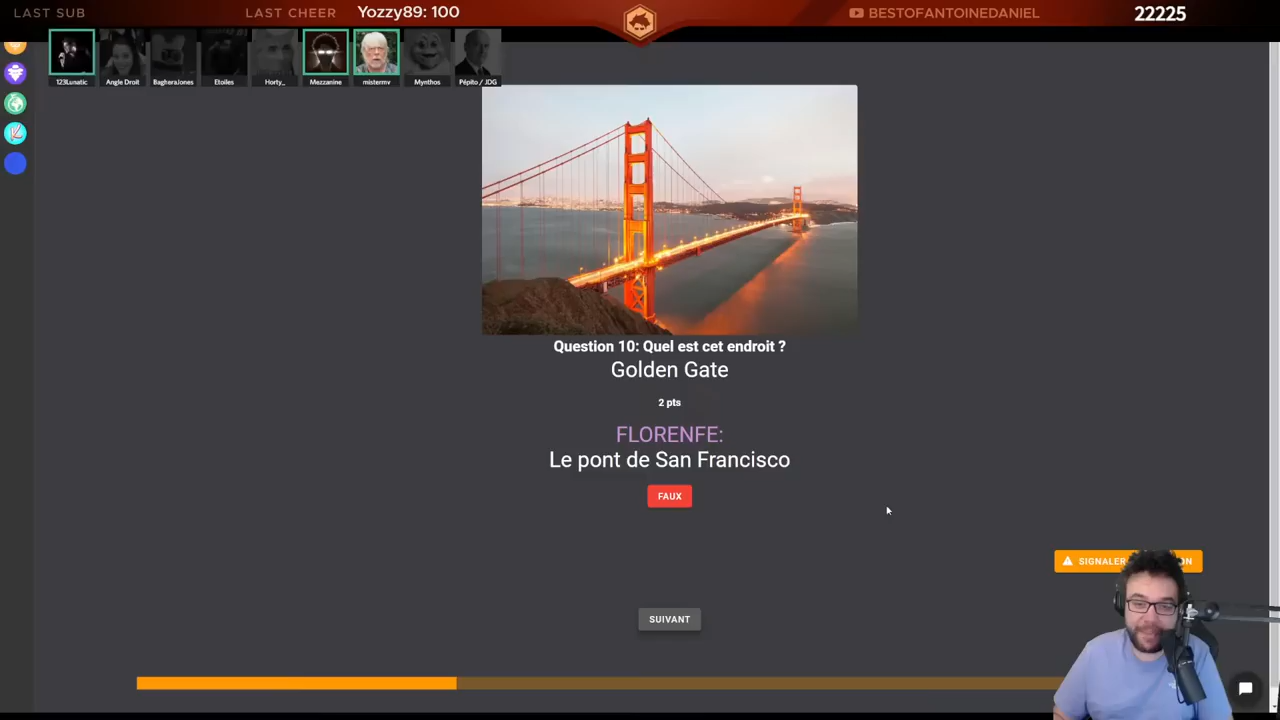 LAST SUB
LAST CHEER
Yozzy89: 100
BESTOFANTOINEDANIEL
22225
123Lunatic
Angle Droit
BagheraJones
Etoiles
Horty_
Mezzanine
mistermv
Mynthos
Pépito / JDG
Question 10: Quel est cet endroit ?
Golden Gate
2 pts
FLORENFE:
Le pont de San Francisco
FAUX
SIGNALER
ON
SUIVANT